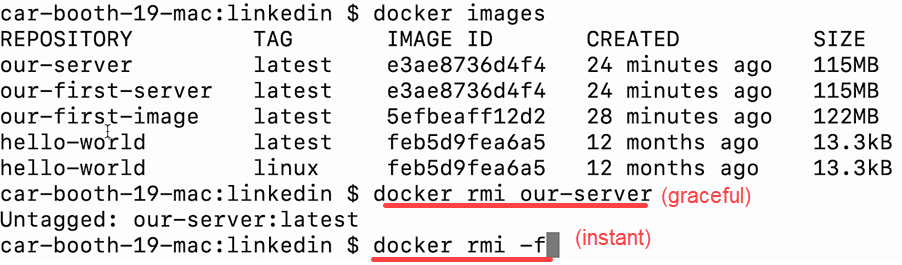 car-booth-19-mac:linkedin $ docker images
REPOSITORY TAG IMAGE ID CREATED SIZE
our-server latest e3ae8736d4f4 24 minutes ago 115MB
our-first-server latest e3ae8736d4f4 24 minutes ago 115MB
our-first-image latest 5efbeaff12d2 28 minutes ago 122MB
hello-world latest feb5d9fea6a5 12 months ago 13.3kB
hello-world linux feb5d9fea6a5 12 months ago 13.3kB
car-booth-19-mac:linkedin $ docker rmi our-server (graceful)
Untagged: our-server:latest
car-booth-19-mac:linkedin $ docker rmi -f (instant)